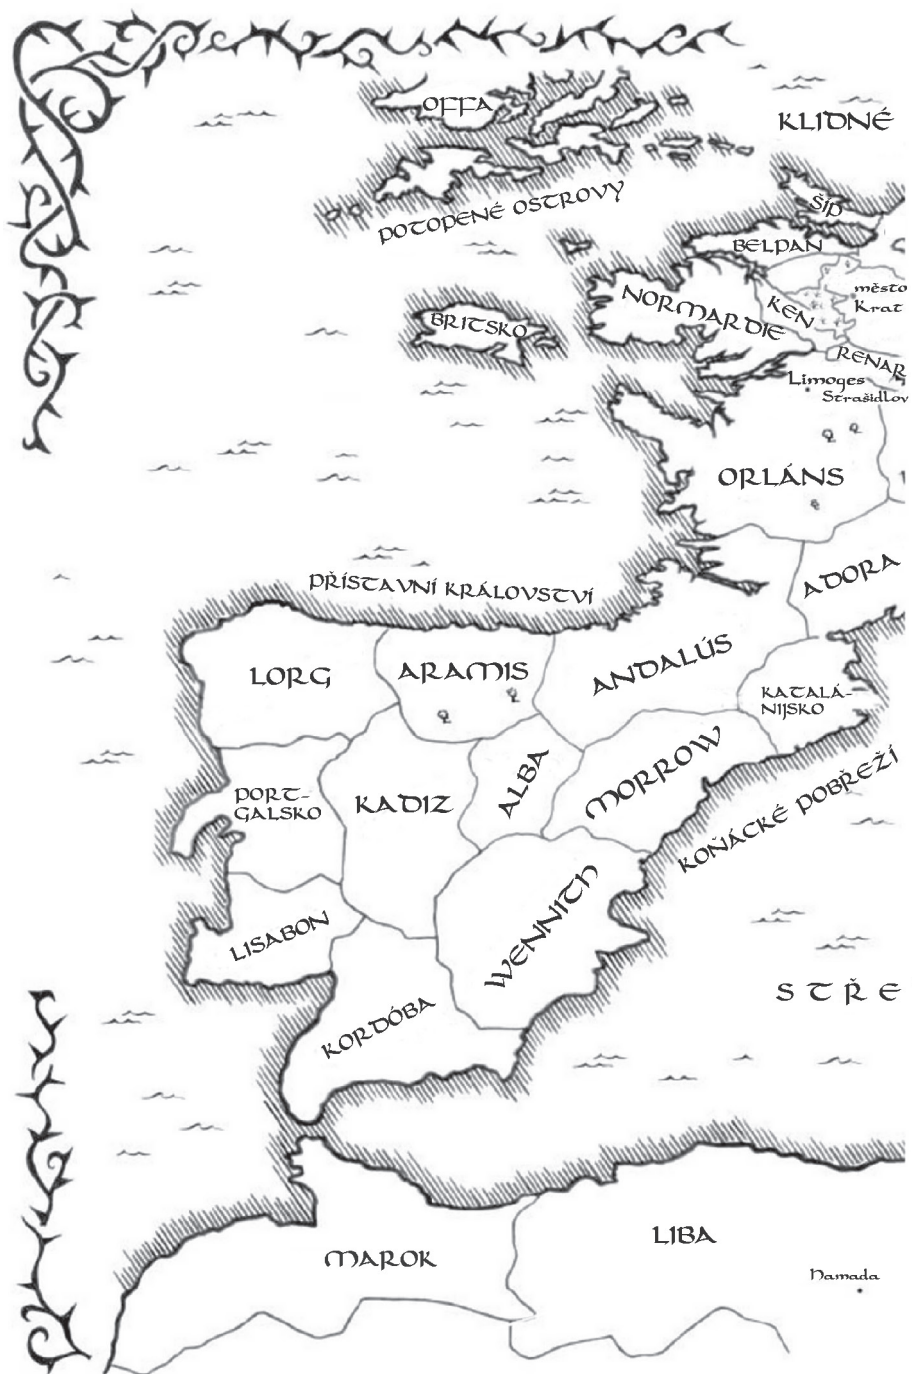 OFFA
KLIDNÉ
POTOPENÉ OSTROVY
ŠÍP
BELPAN
NORMARDIE
KEN
město
Krat
BRITSKO
RENAR
Limoges
Strašidlov
ORLÁNS
ADORA
PŘÍSTAVNÍ KRÁLOVSTVÍ
LORG
ARAMIS
ANDALÚS
KATALÁ-
NIJSKO
PORT-
GALSKO
KADIZ
ALBA
MORROW
KOŇÁCKÉ POBŘEŽÍ
LISABON
WENNITH
STŘE
KORDÓBA
MAROK
LIBA
Hamada